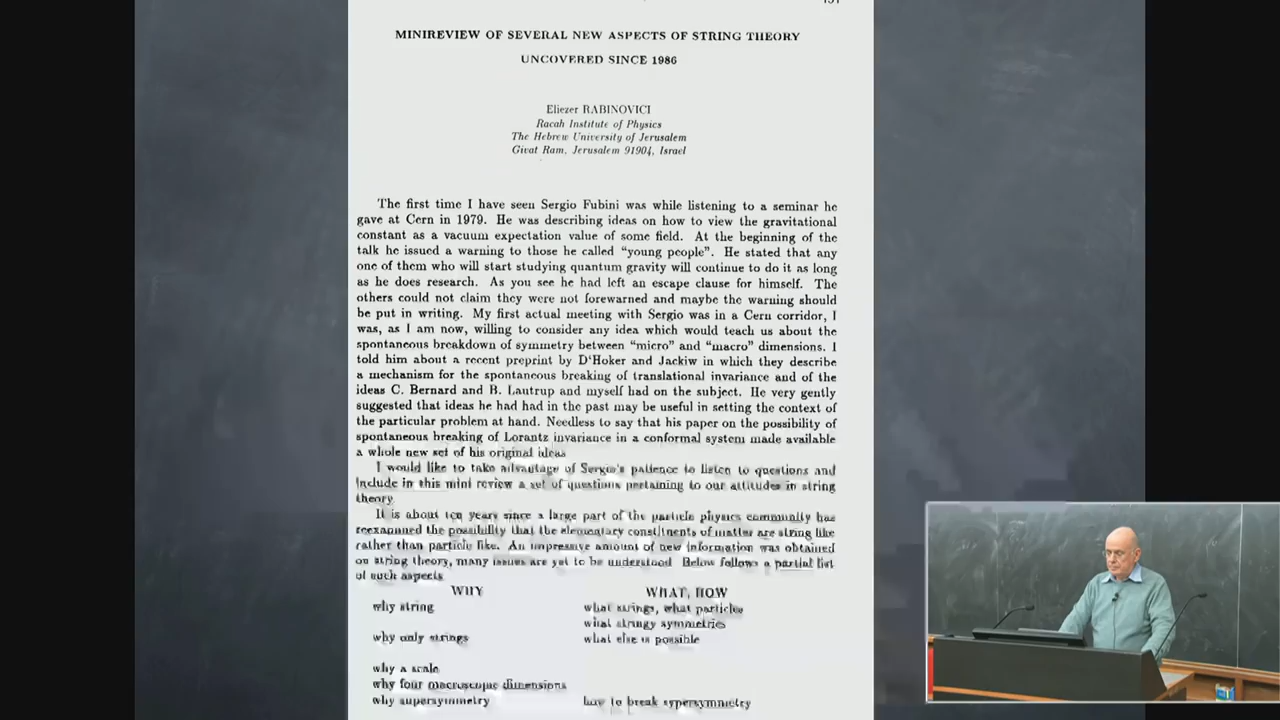 MINIREVIEW OF SEVERAL NEW ASPECTS OF STRING THEORY
UNCOVERED SINCE 1986
Eliezer RABINOVICI
Racah Institute of Physics
The Hebrew University of Jerusalem
Givat Ram, Jerusalem 91904, Israel
The first time I have seen Sergio Fubini was while listening to a seminar he
gave at Cern in 1979. He was describing ideas on how to view the gravitational
constant as a vacuum expectation value of some field. At the beginning of the
talk he issued a warning to those he called "young people". He stated that any
one of them who will start studying quantum gravity will continue to do it as long
as he does research. As you see he had left an escape clause for himself. The
others could not claim they were not forewarned and maybe the warning should
be put in writing. My first actual meeting with Sergio was in a Cern corridor, I
was, as I am now, willing to consider any idea which would teach us about the
spontaneous breakdown of symmetry between "micro" and "macro" dimensions. I
told him about a recent preprint by D'Hoker and Jackiw in which they describe
a mechanism for the spontaneous breaking of translational invariance and of the
ideas C. Bernard and B. Lautrup and myself had on the subject. He very gently
suggested that ideas he had had in the past may be useful in setting the context of
the particular problem at hand. Needless to say that his paper on the possibility of
spontaneous breaking of Lorantz invariance in a conformal system made available
a whole new set of his original ideas
I would like to take advantage of Sergio's patience to listen to questions and
include in this mini review a set of questions pertaining to our attitudes in string
theory.
It is about ten years since a large part of the particle physics community has
reexamined the possibility that the elementary constituents of matter are string like
rather than particle like. An impressive amount of new information was obtained
on string theory, many issues are yet to be understood Below follows a partial list
of such aspects
WHY WHAT, HOW
why string what strings, what particles
what stringy symmetries
why only strings what else is possible
why a scale
why four macroscopic dimensions
why supersymmetry how to break sypersymmetry